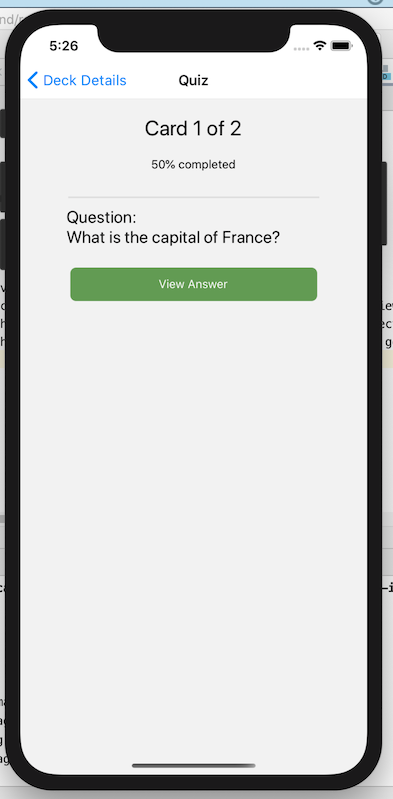 5:26
Deck Details
Quiz
Card 1 of 2
50% completed
Question:
What is the capital of France?
View Answer